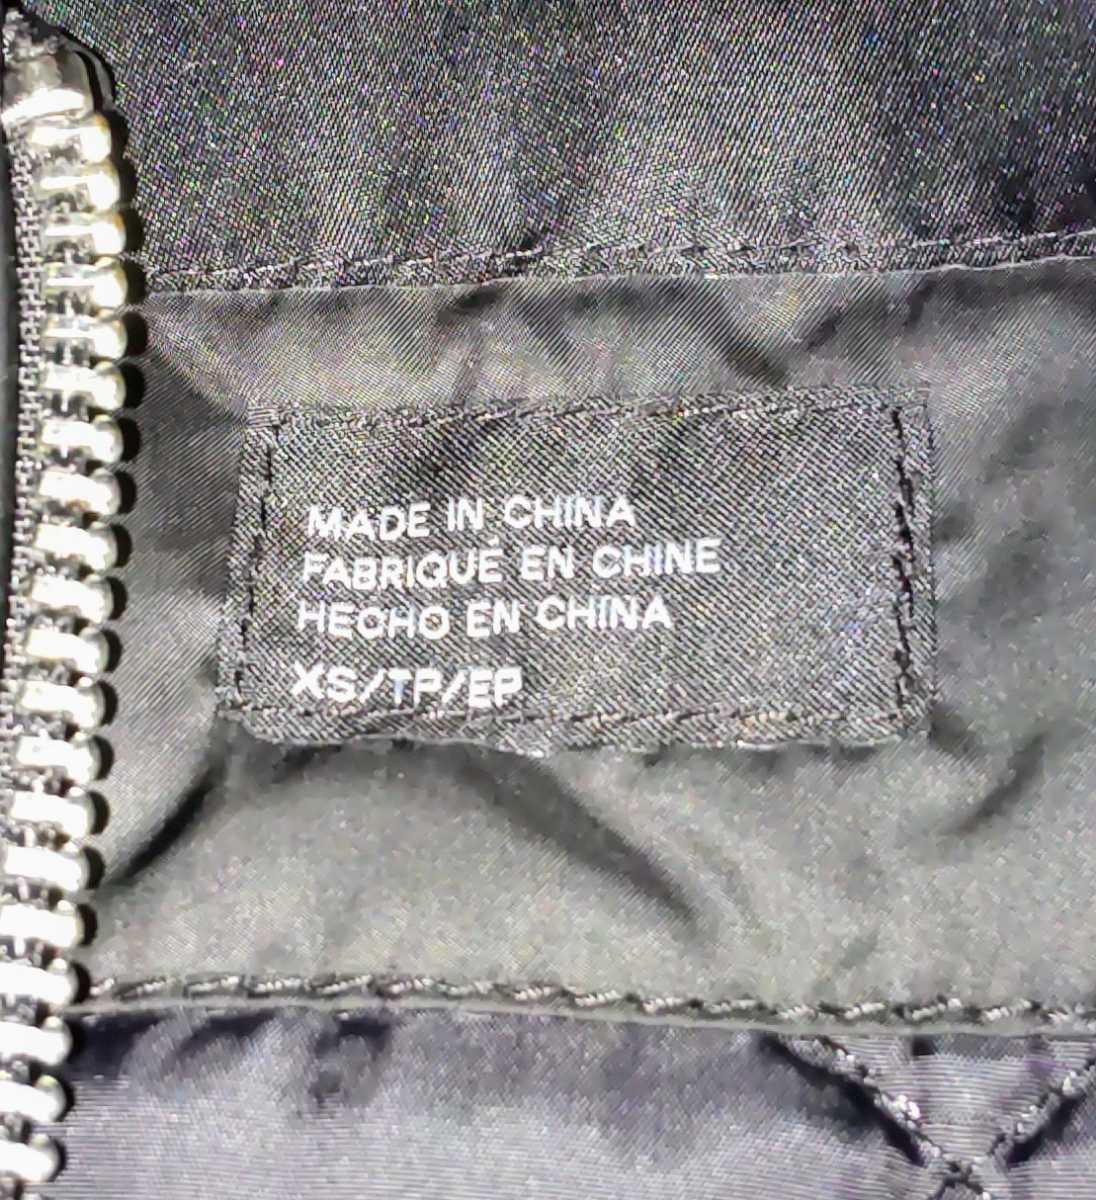 MADE IN CHINA
FABRIQUÉ EN CHINE
HECHO EN CHINA
XS/TP/EP